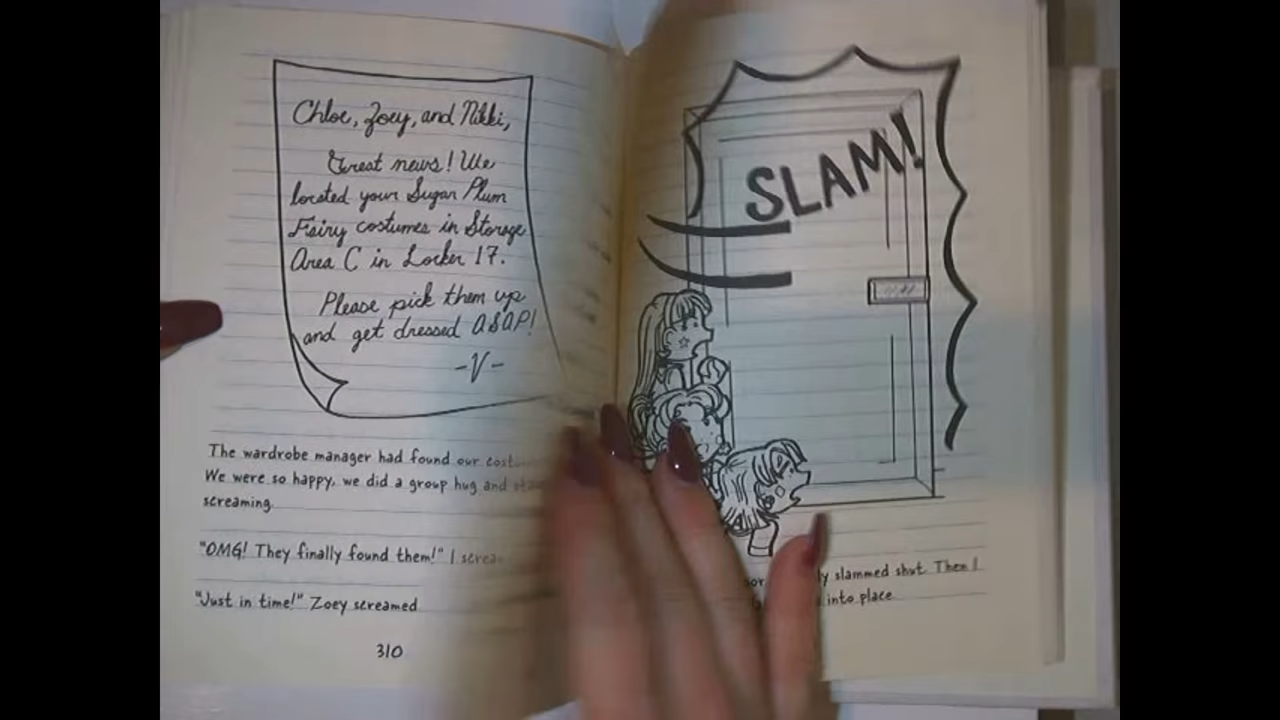 Chloe, Zoey, and Nikki,
Great news! We
located your Sugar Plum
Fairy costumes in Storage
Area C in Locker 17.
Please pick them up
and get dressed ASAP!
-V-
The wardrobe manager had found our
We were so happy, we did a group hug and
screaming.
"OMG! They finally found them!" I
"Just in time!" Zoey screamed
310
SLAM!
slammed shut. Then I
into place